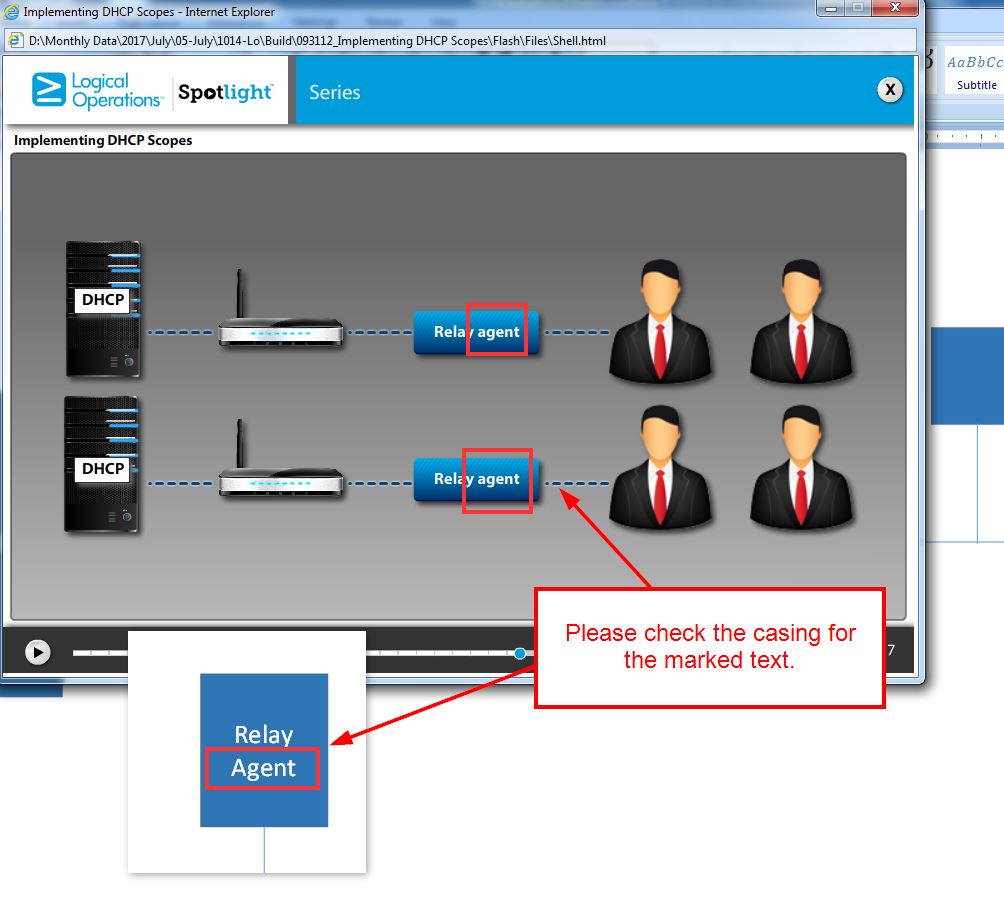 Implementing DHCP Scopes - Internet Explorer
D:\Monthly Data\2017\July\05-July\1014-Lo\Build\093112_Implementing DHCP Scopes\Flash\Files\Shell.html
AaBbCc
Subtitle
Logical
Operations™
Spotlight™
Series
X
Implementing DHCP Scopes
DHCP
Relay agent
DHCP
Relay agent
Please check the casing for
the marked text.
7
Relay
Agent